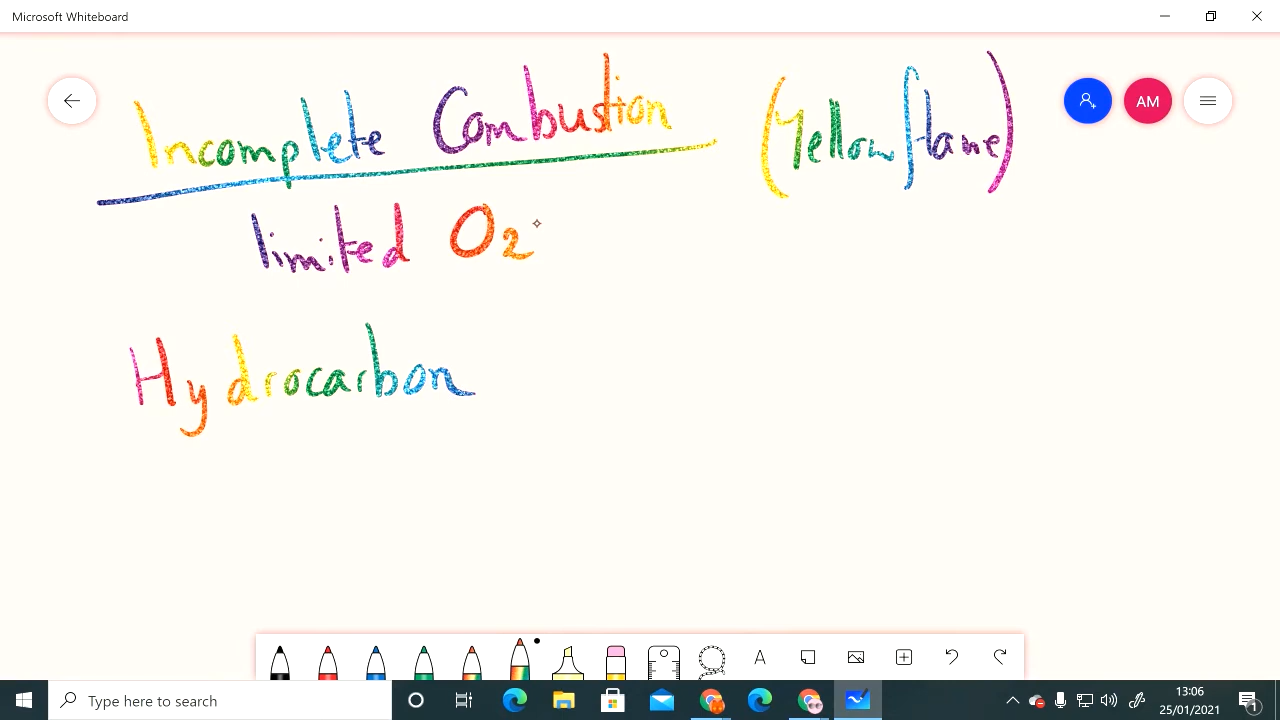 Microsoft Whiteboard
Incomplete Combustion (Yellow flame)
AM
limited O2
Hydrocarbon
A
Type here to search
13:06
25/01/2021
1